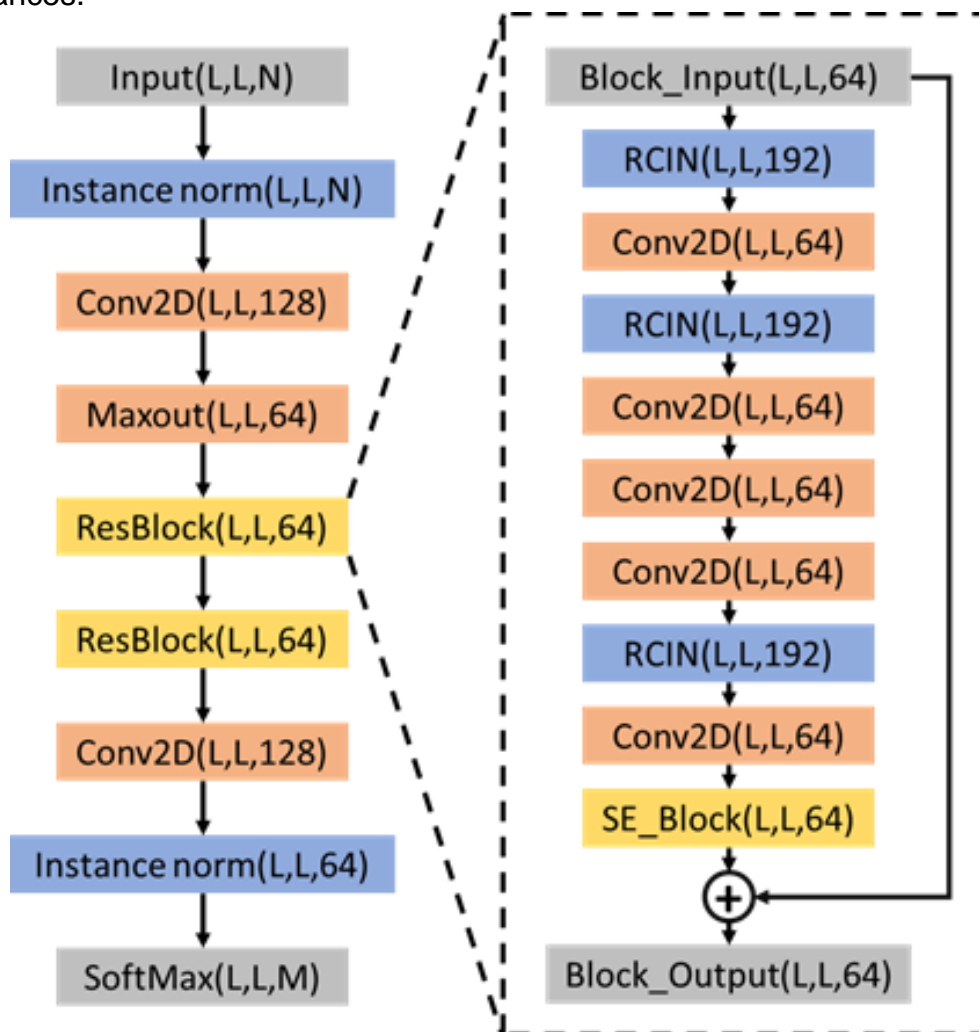 Input(L,L,N)
Instance norm(L,L,N)
Conv2D(L,L,128)
Maxout(L,L,64)
ResBlock(L,L,64)
ResBlock(L,L,64)
Conv2D(L,L,128)
Instance norm(L,L,64)
SoftMax(L,L,M)
Block_Input(L,L,64)
RCIN(L,L,192)
Conv2D(L,L,64)
RCIN(L,L,192)
Conv2D(L,L,64)
Conv2D(L,L,64)
Conv2D(L,L,64)
RCIN(L,L,192)
Conv2D(L,L,64)
SE_Block(L,L,64)
+
Block_Output(L,L,64)